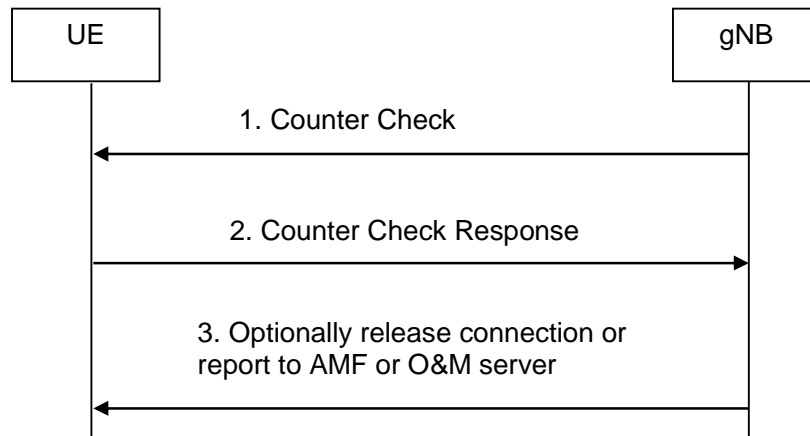 UE
gNB
1. Counter Check
2. Counter Check Response
3. Optionally release connection or
report to AMF or O&M server